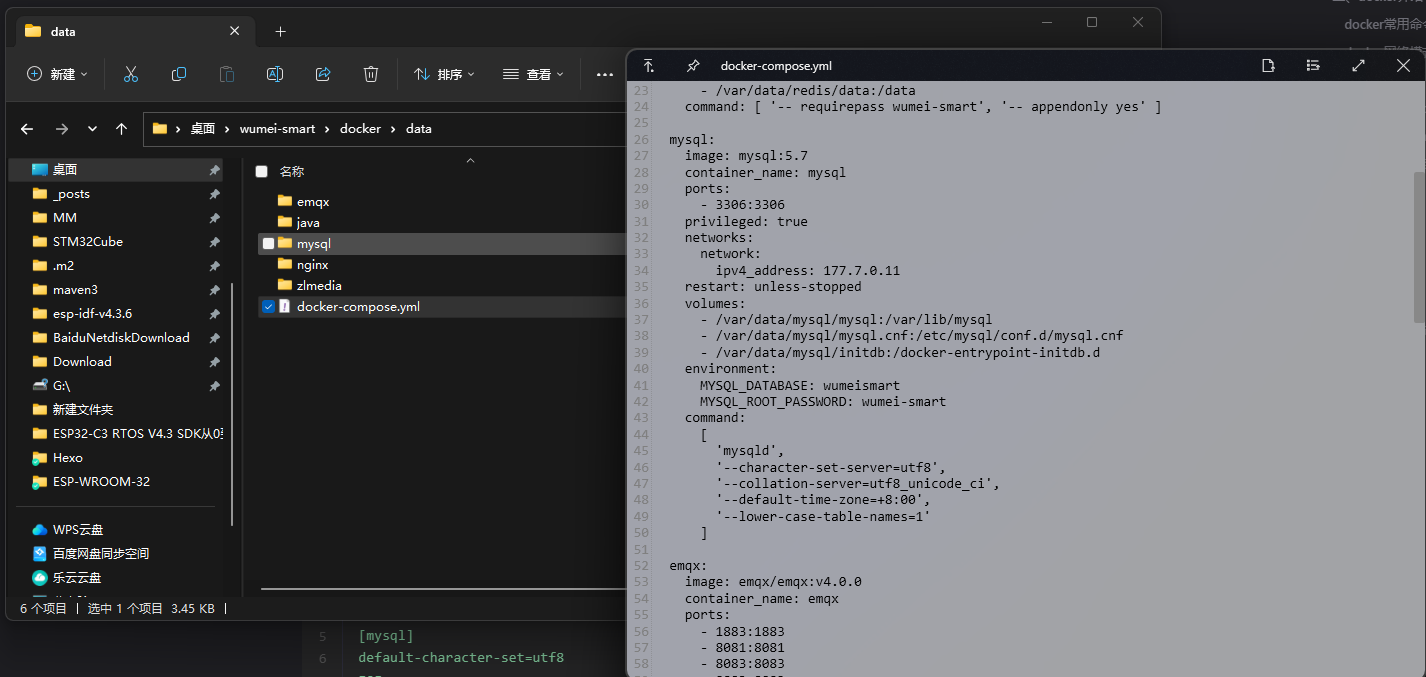 data
新建
排序
查看
桌面 wumei-smart docker data
桌面
_posts
MM
STM32Cube
.m2
maven3
esp-idf-v4.3.6
BaiduNetdiskDownload
Download
G:\
新建文件夹
ESP32-C3 RTOS V4.3 SDK从0
Hexo
ESP-WROOM-32
WPS云盘
百度网盘同步空间
乐云云盘
名称
emqx
java
mysql
nginx
zlmedia
docker-compose.yml
6 个项目 选中 1 个项目 3.45 KB
5 [mysql]
6 default-character-set=utf8
docker常用命
docker-compose.yml
23 - /var/data/redis/data:/data
24 command: [ '-- requirepass wumei-smart', '-- appendonly yes' ]
25
26 mysql:
27 image: mysql:5.7
28 container_name: mysql
29 ports:
30 - 3306:3306
31 privileged: true
32 networks:
33 network:
34 ipv4_address: 177.7.0.11
35 restart: unless-stopped
36 volumes:
37 - /var/data/mysql/mysql:/var/lib/mysql
38 - /var/data/mysql/mysql.cnf:/etc/mysql/conf.d/mysql.cnf
39 - /var/data/mysql/initdb:/docker-entrypoint-initdb.d
40 environment:
41 MYSQL_DATABASE: wumeismart
42 MYSQL_ROOT_PASSWORD: wumei-smart
43 command:
44 [
45 'mysqld',
46 '--character-set-server=utf8',
47 '--collation-server=utf8_unicode_ci',
48 '--default-time-zone=+8:00',
49 '--lower-case-table-names=1'
50 ]
51
52 emqx:
53 image: emqx/emqx:v4.0.0
54 container_name: emqx
55 ports:
56 - 1883:1883
57 - 8081:8081
58 - 8083:8083